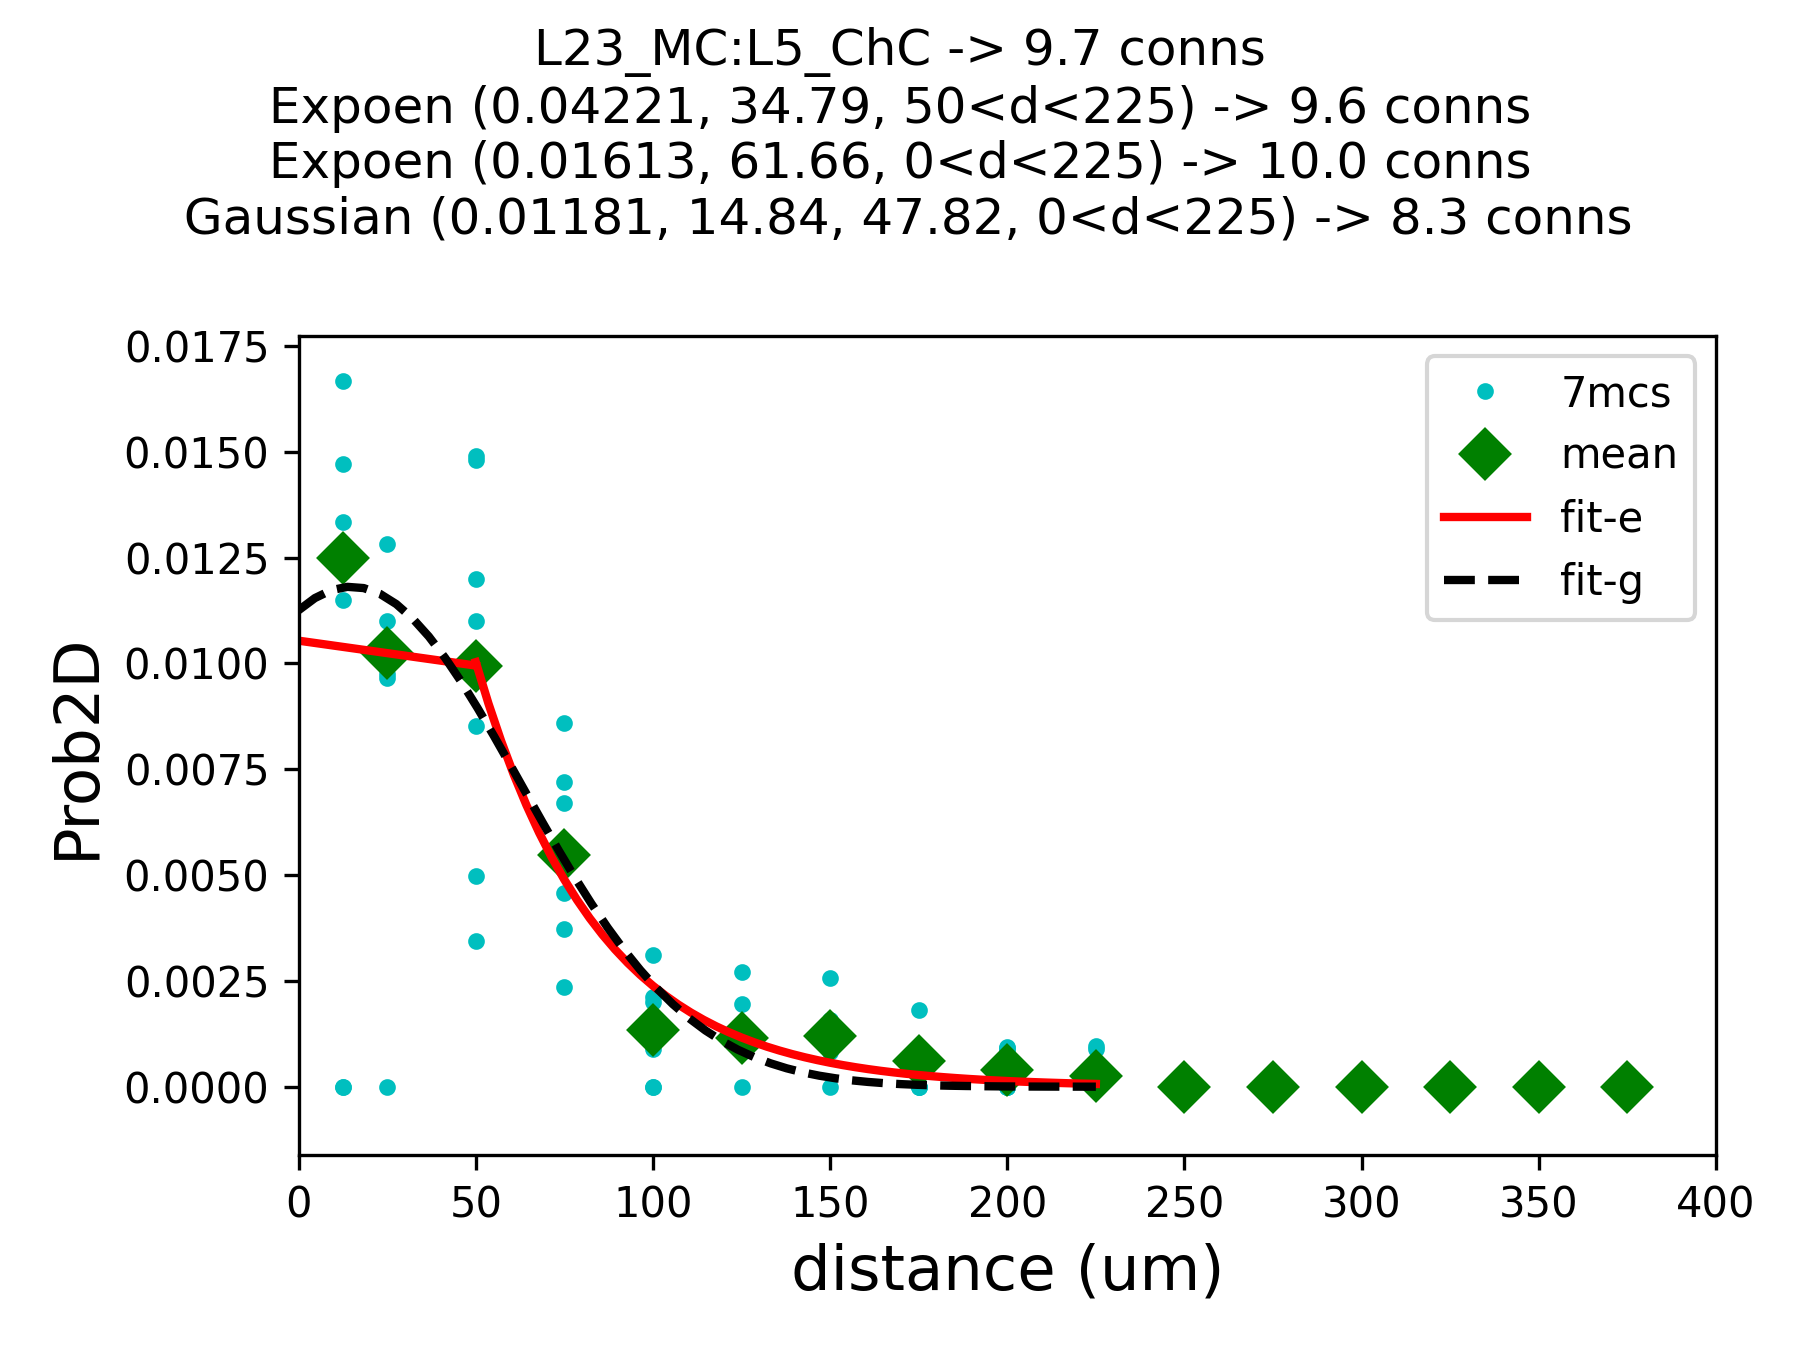 L23_MC:L5_ChC -> 9.7 conns
Expoen (0.04221, 34.79, 50<d<225) -> 9.6 conns
Expoen (0.01613, 61.66, 0<d<225) -> 10.0 conns
Gaussian (0.01181, 14.84, 47.82, 0<d<225) -> 8.3 conns
0.0175
0.0150
0.0125
0.0100
0.0075
0.0050
0.0025
0.0000
Prob2D
7mcs
mean
fit-e
fit-g
0 50 100 150 200 250 300 350 400
distance (um)